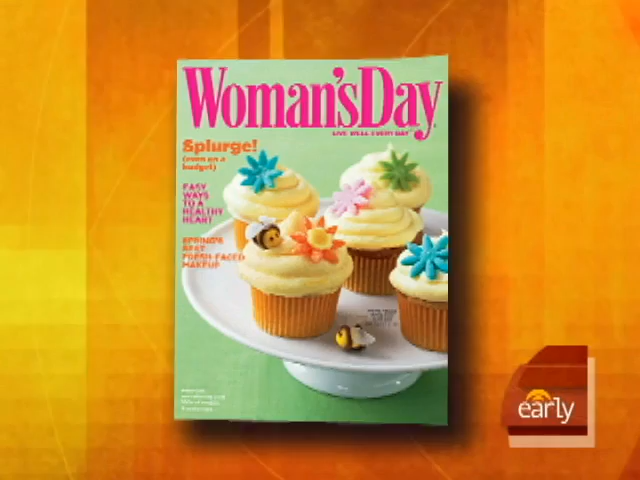 Woman'sDay
LIVE WELL EVERY DAY
Splurge!
(even on a
budget)
EASY
WAYS
TO A
HEALTHY
HEART
SPRING'S
BEST
FRESH-FACED
MAKEUP
early